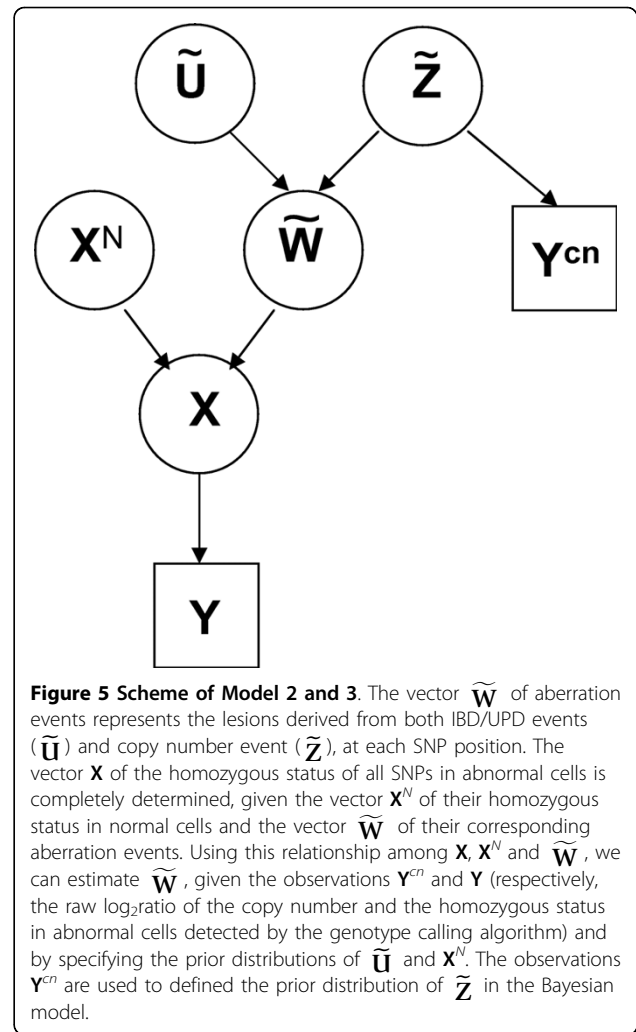 Ũ
Z̃
X^N
W̃
Y^cn
X
Y
Figure 5 Scheme of Model 2 and 3. The vector W̃ of aberration
events represents the lesions derived from both IBD/UPD events
(Ũ) and copy number event (Z̃), at each SNP position. The
vector X of the homozygous status of all SNPs in abnormal cells is
completely determined, given the vector X^N of their homozygous
status in normal cells and the vector W̃ of their corresponding
aberration events. Using this relationship among X, X^N and W̃, we
can estimate W̃, given the observations Y^cn and Y (respectively,
the raw log₂ratio of the copy number and the homozygous status
in abnormal cells detected by the genotype calling algorithm) and
by specifying the prior distributions of Ũ and X^N. The observations
Y^cn are used to defined the prior distribution of Z̃ in the Bayesian
model.